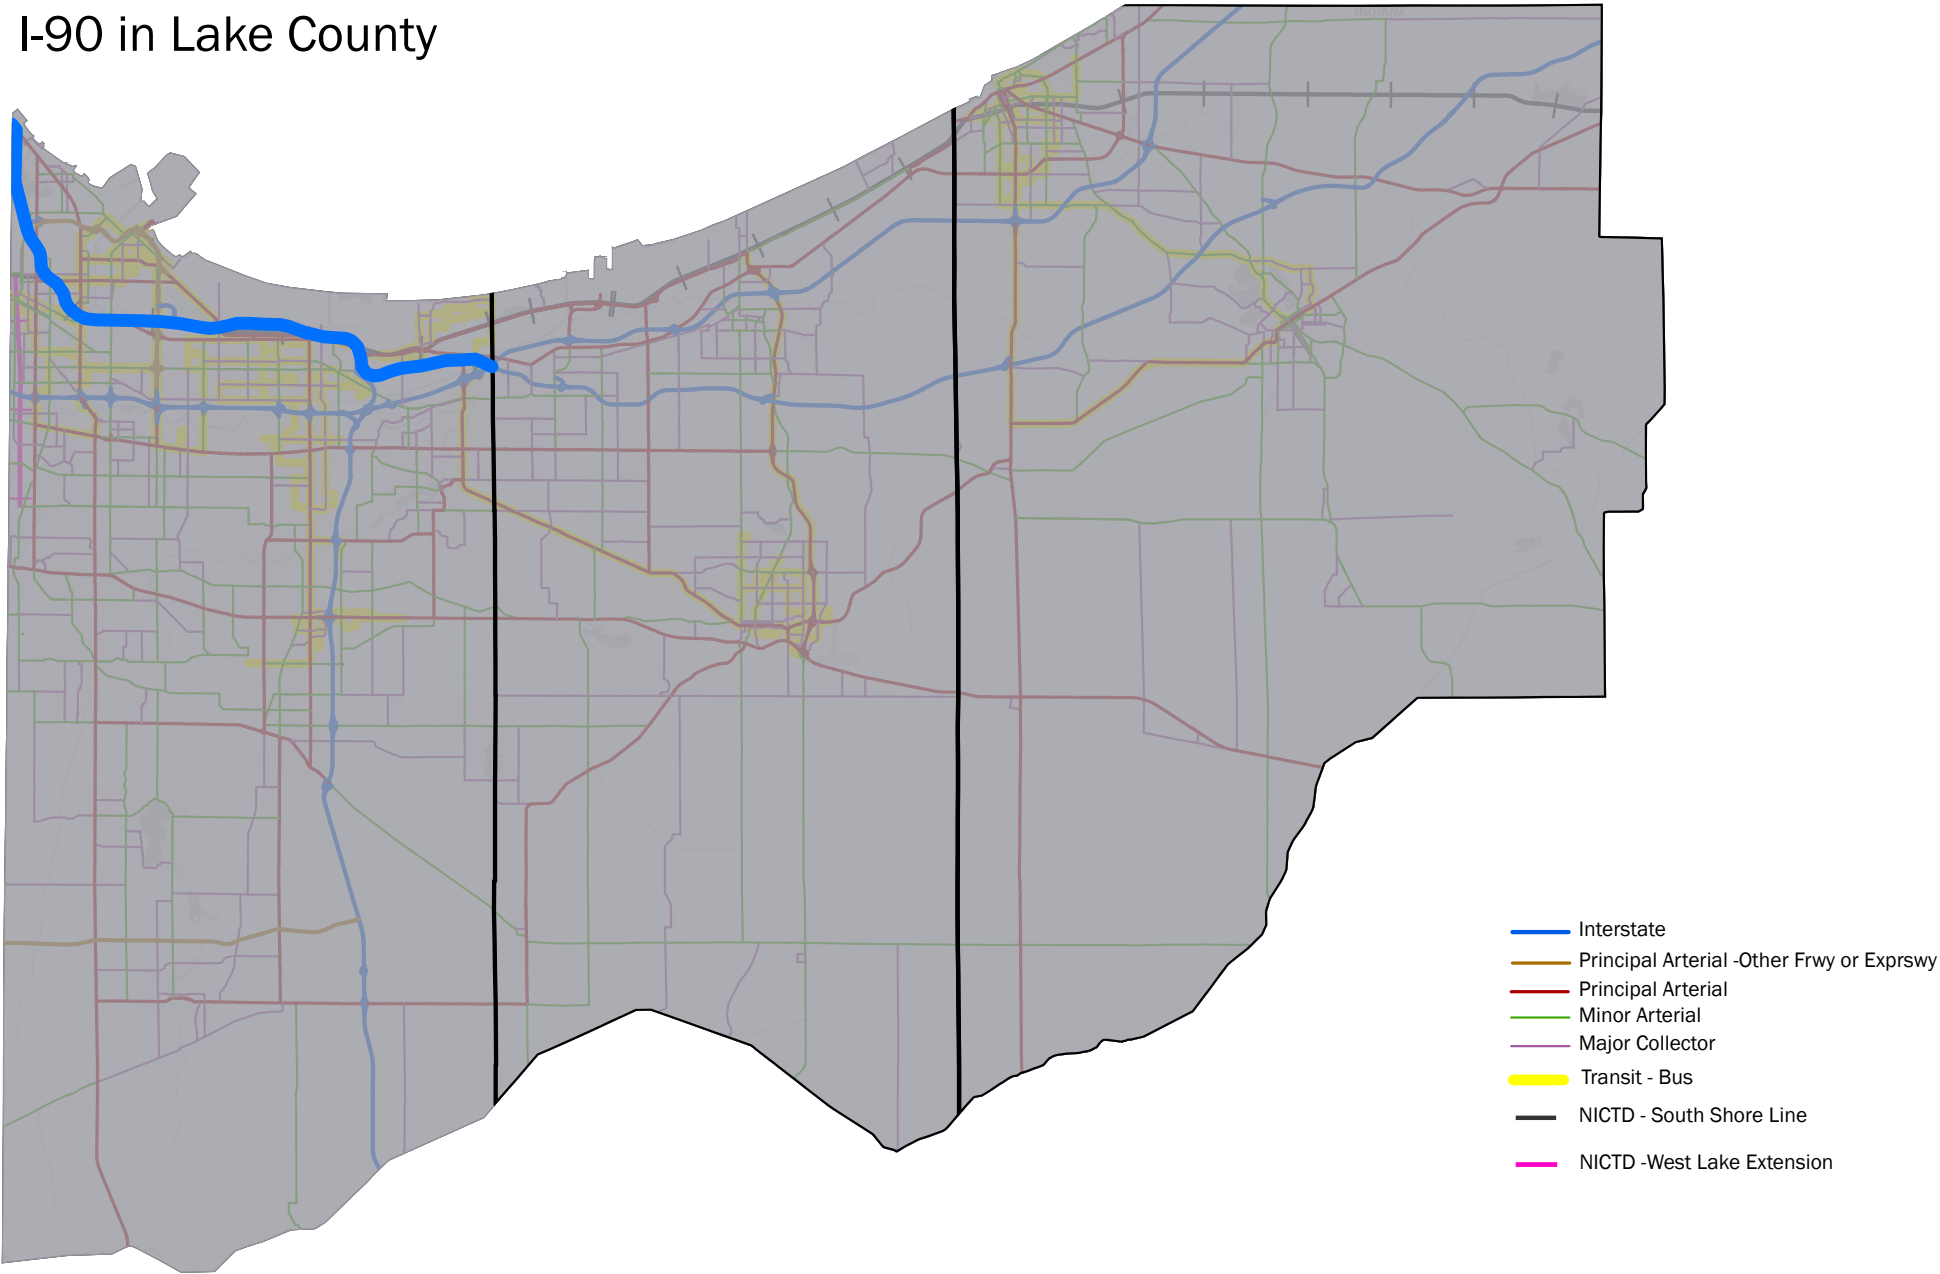 I-90 in Lake County
INDIANA
Interstate
Principal Arterial -Other Frwy or Exprswy
Principal Arterial
Minor Arterial
Major Collector
Transit - Bus
NICTD - South Shore Line
NICTD -West Lake Extension